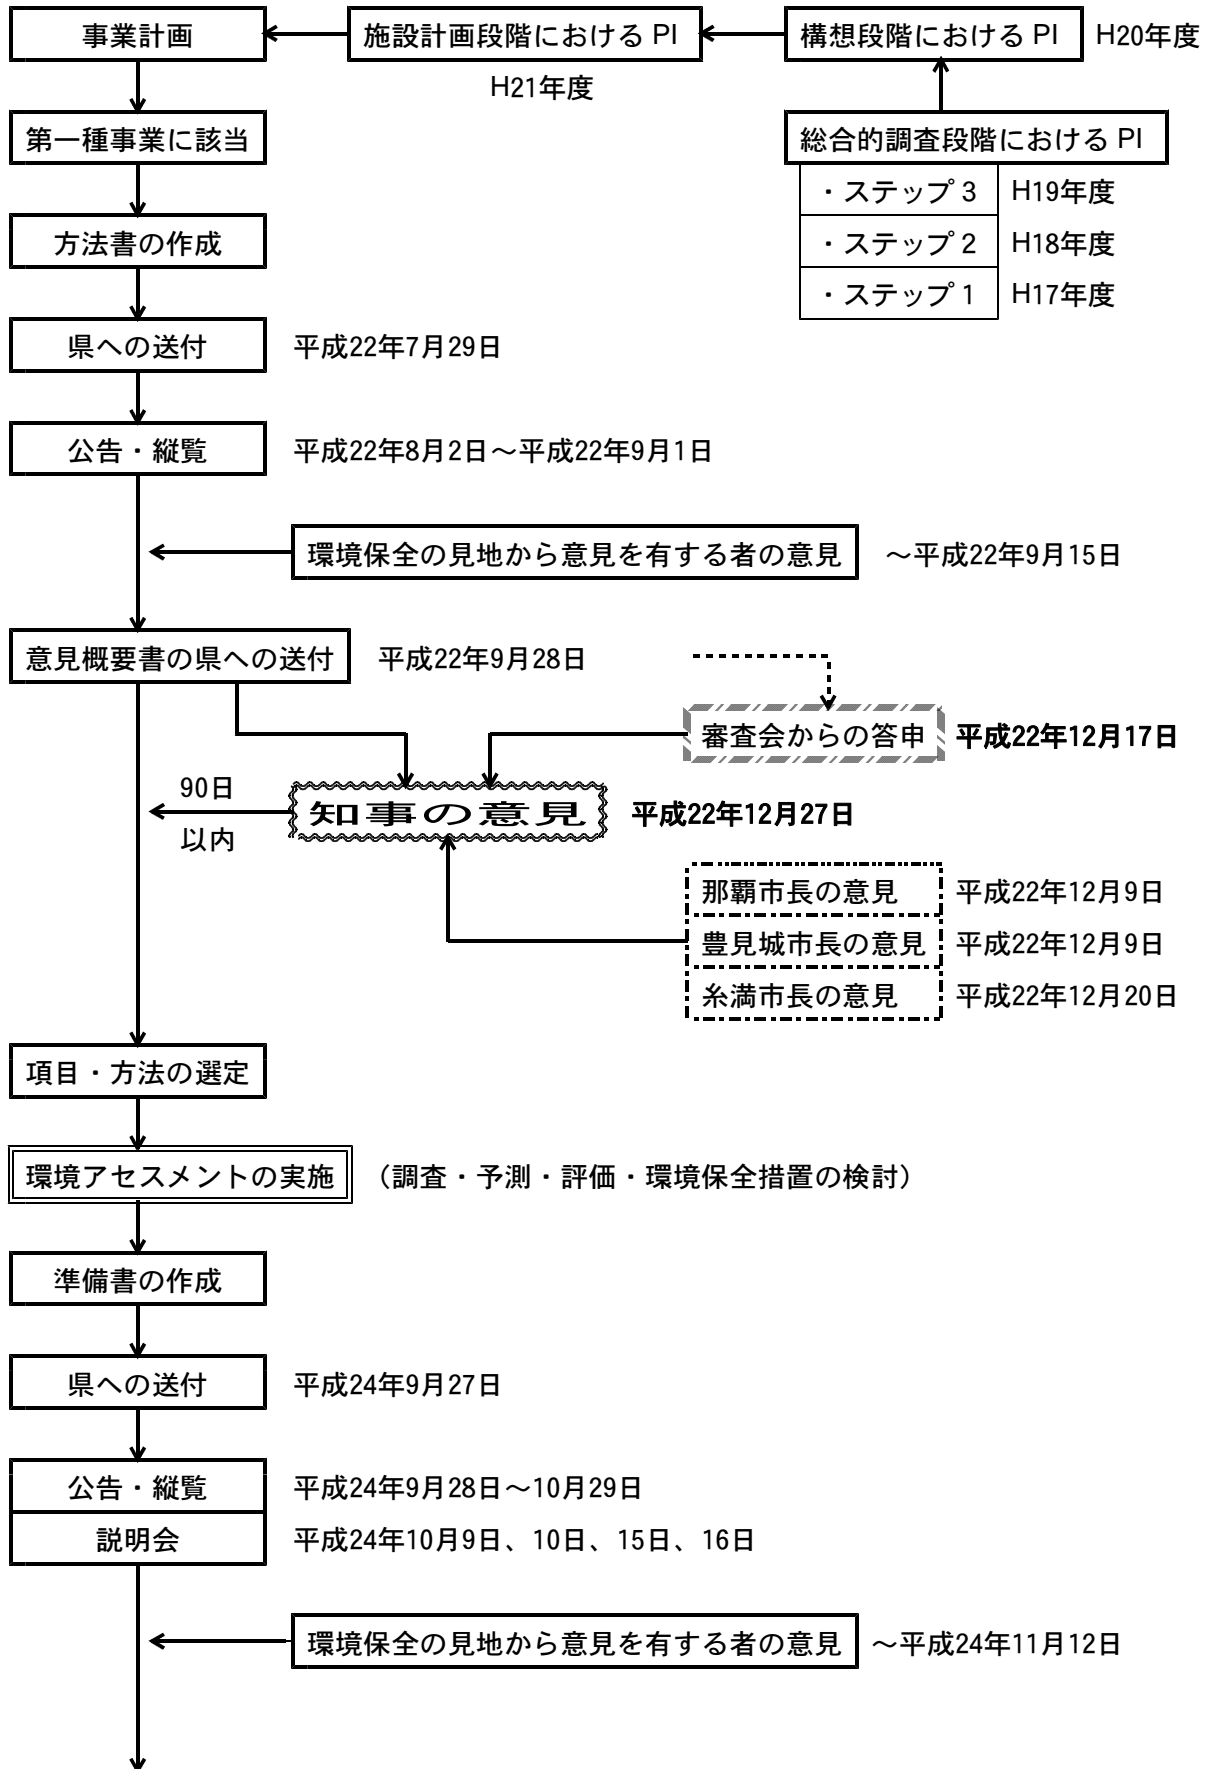 事業計画
施設計画段階における PI
構想段階における PI
H20年度
H21年度
第一種事業に該当
総合的調査段階における PI
・ステップ 3
H19年度
方法書の作成
・ステップ 2
H18年度
・ステップ 1
H17年度
県への送付
平成22年7月29日
公告・縦覧
平成22年8月2日～平成22年9月1日
環境保全の見地から意見を有する者の意見
～平成22年9月15日
意見概要書の県への送付
平成22年9月28日
審査会からの答申
平成22年12月17日
90日
以内
知事の意見
平成22年12月27日
那覇市長の意見
平成22年12月9日
豊見城市長の意見
平成22年12月9日
糸満市長の意見
平成22年12月20日
項目・方法の選定
環境アセスメントの実施
（調査・予測・評価・環境保全措置の検討）
準備書の作成
県への送付
平成24年9月27日
公告・縦覧
平成24年9月28日～10月29日
説明会
平成24年10月9日、10日、15日、16日
環境保全の見地から意見を有する者の意見
～平成24年11月12日